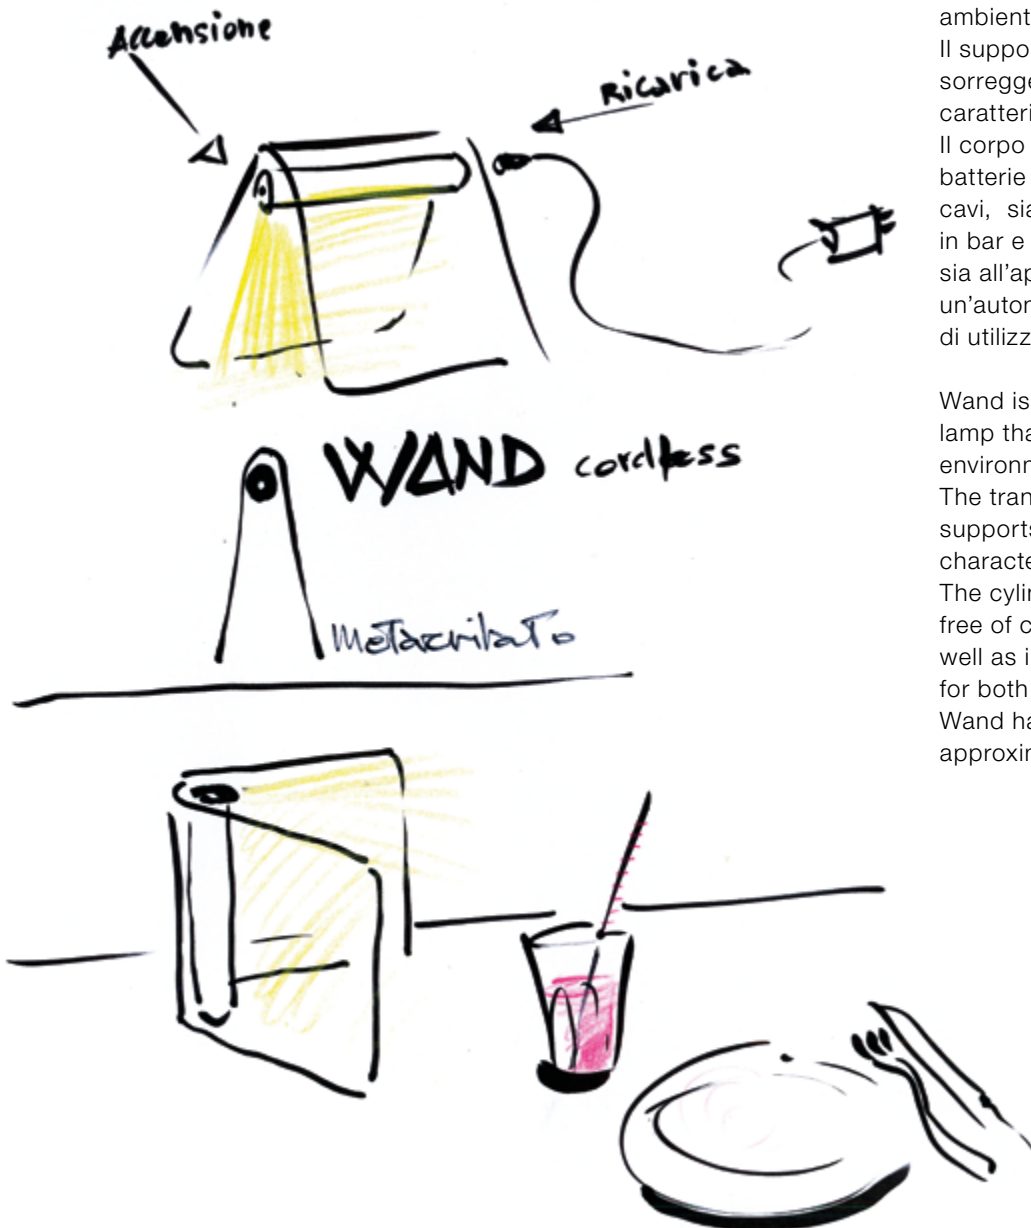 Accensione
Ricarica
WAND cordless
Metacrilato
ambient
Il suppo
sorregge
caratteri
Il corpo
batterie
cavi, sia
in bar e
sia all'ap
un'autor
di utilizz
Wand is
lamp tha
environn
The tran
supports
characte
The cylin
free of c
well as i
for both
Wand ha
approxin